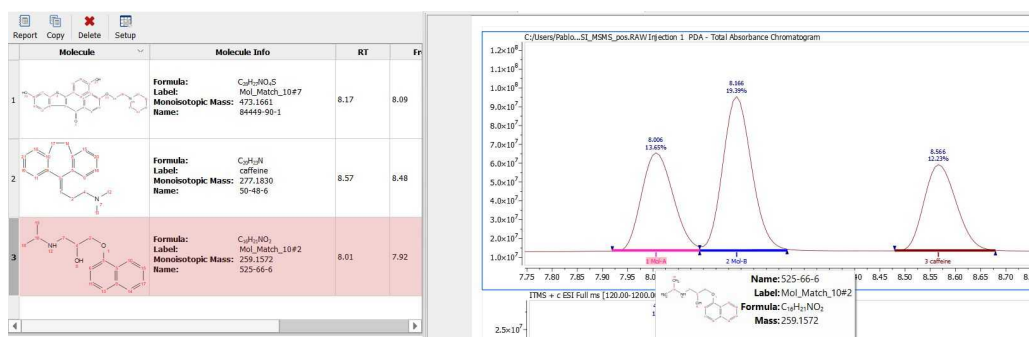 Report Copy Delete Setup
Molecule Molecule Info RT Fr
1
Formula: C₂₈H₂₇NO₄S
Label: Mol_Match_10#7
Monoisotopic Mass: 473.1661
Name: 84449-90-1
8.17 8.09
2
Formula: C₂₀H₂₃N
Label: caffeine
Monoisotopic Mass: 277.1830
Name: 50-48-6
8.57 8.48
3
Formula: C₁₆H₂₁NO₂
Label: Mol_Match_10#2
Monoisotopic Mass: 259.1572
Name: 525-66-6
8.01 7.92
C:/Users/Pablo...SI_MSMS_pos.RAW Injection 1 PDA - Total Absorbance Chromatogram
1.2×10⁸
1.1×10⁸
1.0×10⁸
9.0×10⁷
8.0×10⁷
7.0×10⁷
6.0×10⁷
5.0×10⁷
4.0×10⁷
3.0×10⁷
2.0×10⁷
1.0×10⁷
8.006
13.65%
8.166
19.39%
8.566
12.23%
1 Mol-A 2 Mol-B 3 caffeine
7.75 7.80 7.85 7.90 7.95 8.0 40 8.45 8.50 8.55 8.60 8.65 8.70 8.
ITMS + c ESI Full ms [120.00-1200.00
2.5×10⁷
Name: 525-66-6
Label: Mol_Match_10#2
Formula: C₁₆H₂₁NO₂
Mass: 259.1572